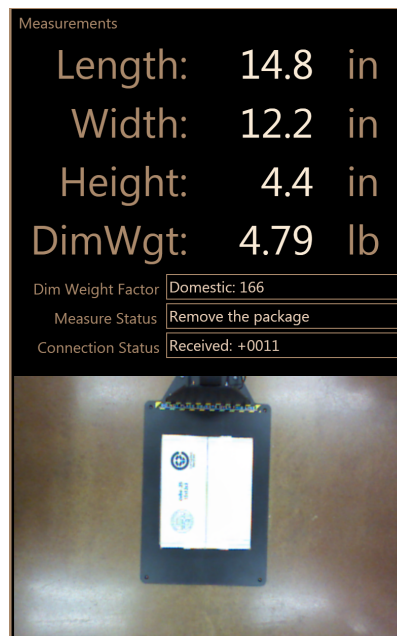 Measurements
Length: 14.8 in
Width: 12.2 in
Height: 4.4 in
DimWgt: 4.79 lb
Dim Weight Factor Domestic: 166
Measure Status Remove the package
Connection Status Received: +0011